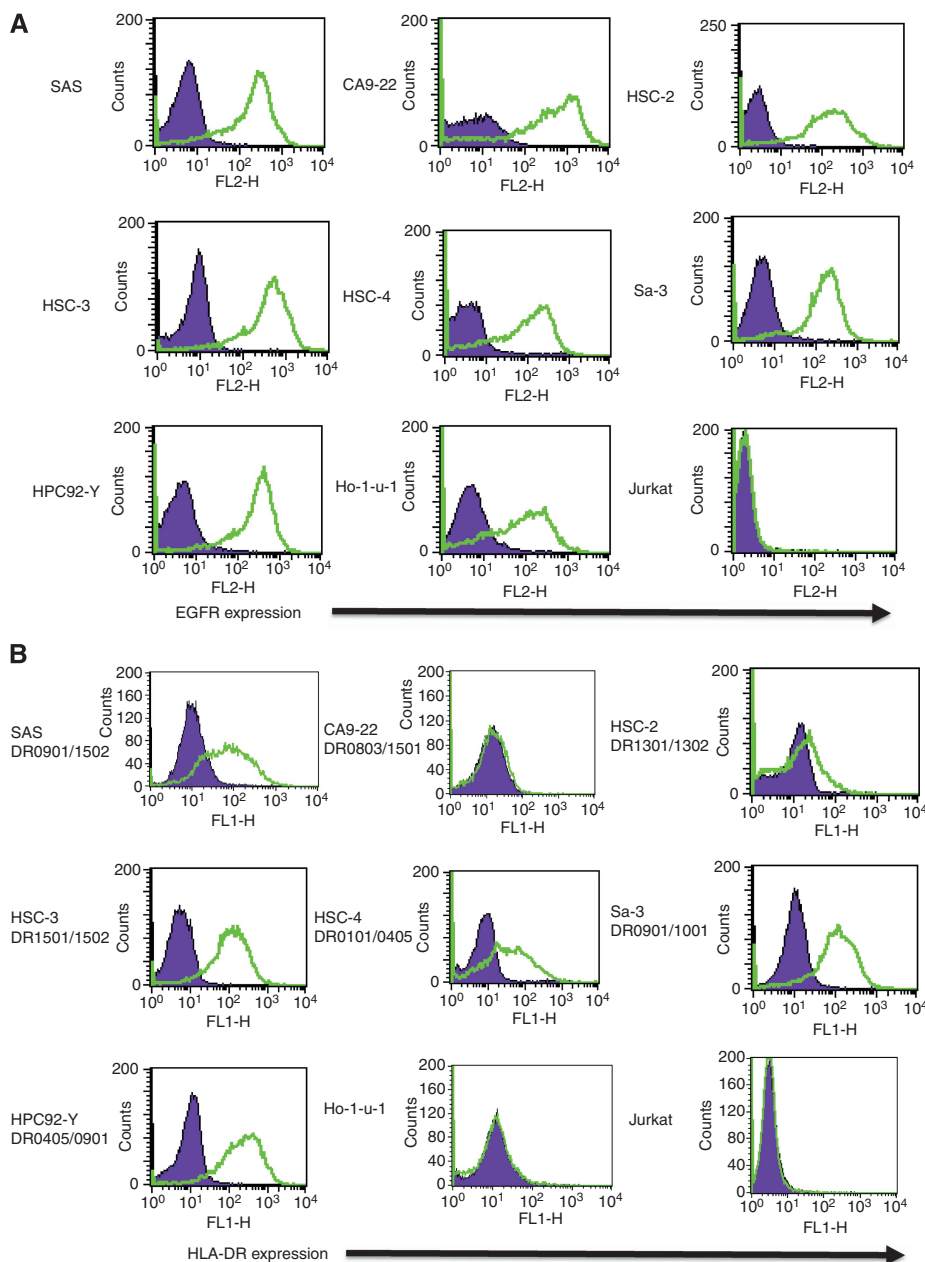 A
SAS
Counts
200
0
10⁰ 10¹ 10² 10³ 10⁴
FL2-H
CA9-22
Counts
200
0
10⁰ 10¹ 10² 10³ 10⁴
FL2-H
HSC-2
Counts
250
0
10⁰ 10¹ 10² 10³ 10⁴
FL2-H
HSC-3
Counts
200
0
10⁰ 10¹ 10² 10³ 10⁴
FL2-H
HSC-4
Counts
200
0
10⁰ 10¹ 10² 10³ 10⁴
FL2-H
Sa-3
Counts
200
0
10⁰ 10¹ 10² 10³ 10⁴
FL2-H
HPC92-Y
Counts
200
0
10⁰ 10¹ 10² 10³ 10⁴
FL2-H
Ho-1-u-1
Counts
200
0
10⁰ 10¹ 10² 10³ 10⁴
FL2-H
Jurkat
Counts
200
0
10⁰ 10¹ 10² 10³ 10⁴
FL2-H
EGFR expression
B
SAS
DR0901/1502
Counts
200
160
120
80
40
0
10⁰ 10¹ 10² 10³ 10⁴
FL1-H
CA9-22
DR0803/1501
Counts
200
160
120
80
40
0
10⁰ 10¹ 10² 10³ 10⁴
FL1-H
HSC-2
DR1301/1302
Counts
200
0
10⁰ 10¹ 10² 10³ 10⁴
FL1-H
HSC-3
DR1501/1502
Counts
200
0
10⁰ 10¹ 10² 10³ 10⁴
FL1-H
HSC-4
DR0101/0405
Counts
200
0
10⁰ 10¹ 10² 10³ 10⁴
FL1-H
Sa-3
DR0901/1001
Counts
200
0
10⁰ 10¹ 10² 10³ 10⁴
FL1-H
HPC92-Y
DR0405/0901
Counts
200
0
10⁰ 10¹ 10² 10³ 10⁴
FL1-H
Ho-1-u-1
Counts
200
160
120
80
40
0
10⁰ 10¹ 10² 10³ 10⁴
FL1-H
Jurkat
Counts
200
160
120
80
40
0
10⁰ 10¹ 10² 10³ 10⁴
FL1-H
HLA-DR expression